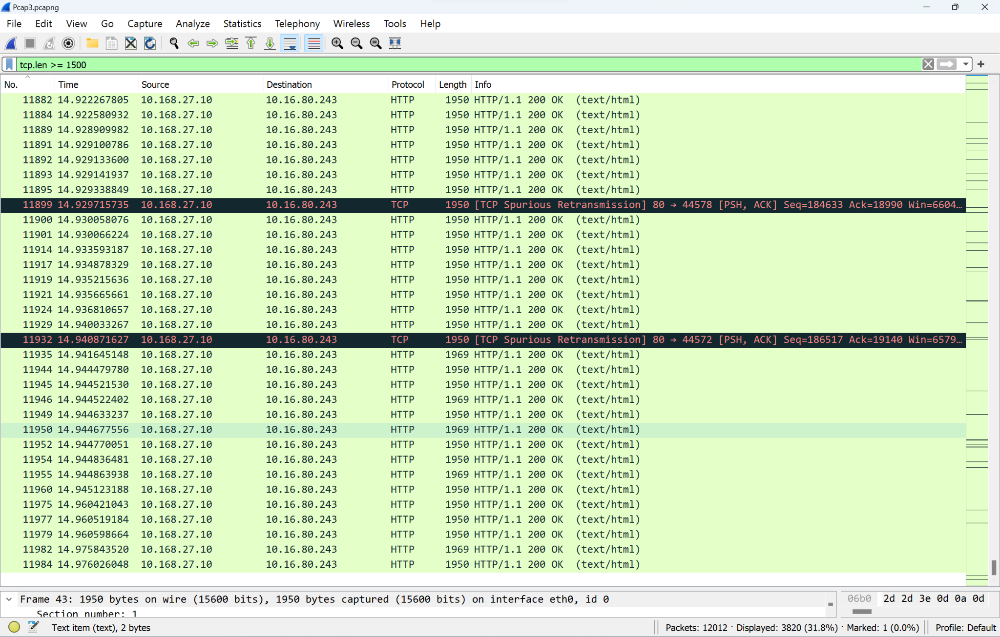 Pcap3.pcapng
File Edit View Go Capture Analyze Statistics Telephony Wireless Tools Help
tcp.len >= 1500
No. Time Source Destination Protocol Length Info
11882 14.922267805 10.168.27.10 10.16.80.243 HTTP 1950 HTTP/1.1 200 OK (text/html)
11884 14.922580932 10.168.27.10 10.16.80.243 HTTP 1950 HTTP/1.1 200 OK (text/html)
11889 14.928909982 10.168.27.10 10.16.80.243 HTTP 1950 HTTP/1.1 200 OK (text/html)
11891 14.929100786 10.168.27.10 10.16.80.243 HTTP 1950 HTTP/1.1 200 OK (text/html)
11892 14.929133600 10.168.27.10 10.16.80.243 HTTP 1950 HTTP/1.1 200 OK (text/html)
11893 14.929141937 10.168.27.10 10.16.80.243 HTTP 1950 HTTP/1.1 200 OK (text/html)
11895 14.929338849 10.168.27.10 10.16.80.243 HTTP 1950 HTTP/1.1 200 OK (text/html)
11899 14.929715735 10.168.27.10 10.16.80.243 TCP 1950 [TCP Spurious Retransmission] 80 → 44578 [PSH, ACK] Seq=184633 Ack=18990 Win=6604…
11900 14.930058076 10.168.27.10 10.16.80.243 HTTP 1950 HTTP/1.1 200 OK (text/html)
11901 14.930066224 10.168.27.10 10.16.80.243 HTTP 1950 HTTP/1.1 200 OK (text/html)
11914 14.933593187 10.168.27.10 10.16.80.243 HTTP 1950 HTTP/1.1 200 OK (text/html)
11917 14.934878329 10.168.27.10 10.16.80.243 HTTP 1950 HTTP/1.1 200 OK (text/html)
11919 14.935215636 10.168.27.10 10.16.80.243 HTTP 1950 HTTP/1.1 200 OK (text/html)
11921 14.935665661 10.168.27.10 10.16.80.243 HTTP 1950 HTTP/1.1 200 OK (text/html)
11924 14.936810657 10.168.27.10 10.16.80.243 HTTP 1950 HTTP/1.1 200 OK (text/html)
11929 14.940033267 10.168.27.10 10.16.80.243 HTTP 1950 HTTP/1.1 200 OK (text/html)
11932 14.940871627 10.168.27.10 10.16.80.243 TCP 1950 [TCP Spurious Retransmission] 80 → 44572 [PSH, ACK] Seq=186517 Ack=19140 Win=6579…
11935 14.941645148 10.168.27.10 10.16.80.243 HTTP 1969 HTTP/1.1 200 OK (text/html)
11944 14.944479780 10.168.27.10 10.16.80.243 HTTP 1950 HTTP/1.1 200 OK (text/html)
11945 14.944521530 10.168.27.10 10.16.80.243 HTTP 1950 HTTP/1.1 200 OK (text/html)
11946 14.944522402 10.168.27.10 10.16.80.243 HTTP 1969 HTTP/1.1 200 OK (text/html)
11949 14.944633237 10.168.27.10 10.16.80.243 HTTP 1950 HTTP/1.1 200 OK (text/html)
11950 14.944677556 10.168.27.10 10.16.80.243 HTTP 1969 HTTP/1.1 200 OK (text/html)
11952 14.944770051 10.168.27.10 10.16.80.243 HTTP 1950 HTTP/1.1 200 OK (text/html)
11954 14.944836481 10.168.27.10 10.16.80.243 HTTP 1950 HTTP/1.1 200 OK (text/html)
11955 14.944863938 10.168.27.10 10.16.80.243 HTTP 1969 HTTP/1.1 200 OK (text/html)
11960 14.945123188 10.168.27.10 10.16.80.243 HTTP 1950 HTTP/1.1 200 OK (text/html)
11975 14.960421043 10.168.27.10 10.16.80.243 HTTP 1950 HTTP/1.1 200 OK (text/html)
11977 14.960519184 10.168.27.10 10.16.80.243 HTTP 1950 HTTP/1.1 200 OK (text/html)
11979 14.960598664 10.168.27.10 10.16.80.243 HTTP 1950 HTTP/1.1 200 OK (text/html)
11982 14.975843520 10.168.27.10 10.16.80.243 HTTP 1969 HTTP/1.1 200 OK (text/html)
11984 14.976026048 10.168.27.10 10.16.80.243 HTTP 1950 HTTP/1.1 200 OK (text/html)
Frame 43: 1950 bytes on wire (15600 bits), 1950 bytes captured (15600 bits) on interface eth0, id 0
06b0 2d 2d 3e 0d 0a 0d
Section number: 1
Text item (text), 2 bytes
Packets: 12012 · Displayed: 3820 (31.8%) · Marked: 1 (0.0%)
Profile: Default